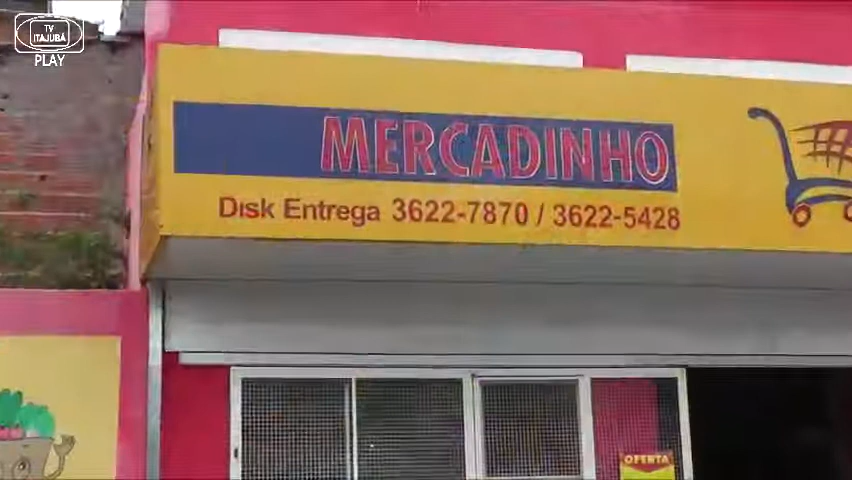 TV
ITAJUBÁ
PLAY
MERCADINHO
Disk Entrega 3622-7870 / 3622-5428
OFERTA